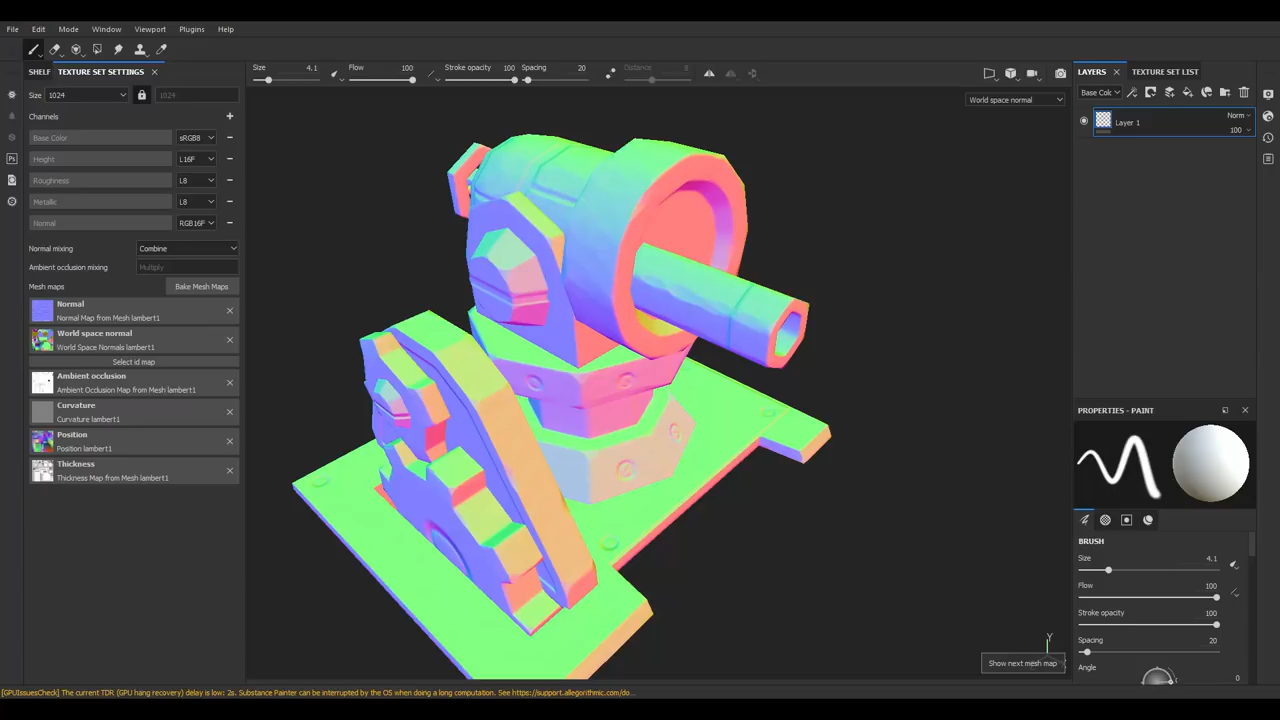 File Edit Mode Window Viewport Plugins Help
Size 4.1 Flow 100 Stroke opacity 100 Spacing 20 Distance 8
SHELF TEXTURE SET SETTINGS
Size 1024 1024
Channels
Base Color sRGB8
Height L16F
Roughness L8
Metallic L8
Normal RGB16F
Normal mixing Combine
Ambient occlusion mixing Multiply
Mesh maps Bake Mesh Maps
Normal
Normal Map from Mesh lambert1
World space normal
World Space Normals lambert1
Select id map
Ambient occlusion
Ambient Occlusion Map from Mesh lambert1
Curvature
Curvature lambert1
Position
Position lambert1
Thickness
Thickness Map from Mesh lambert1
World space normal
Y
Show next mesh map
LAYERS TEXTURE SET LIST
Base Colc
Layer 1 Norm
100
PROPERTIES - PAINT
BRUSH
Size 4.1
Flow 100
Stroke opacity 100
Spacing 20
Angle 0
Ps
[GPUIssuesCheck] The current TDR (GPU hang recovery) delay is low: 2s. Substance Painter can be interrupted by the OS when doing a long computation. See https://support.allegorithmic.com/do...